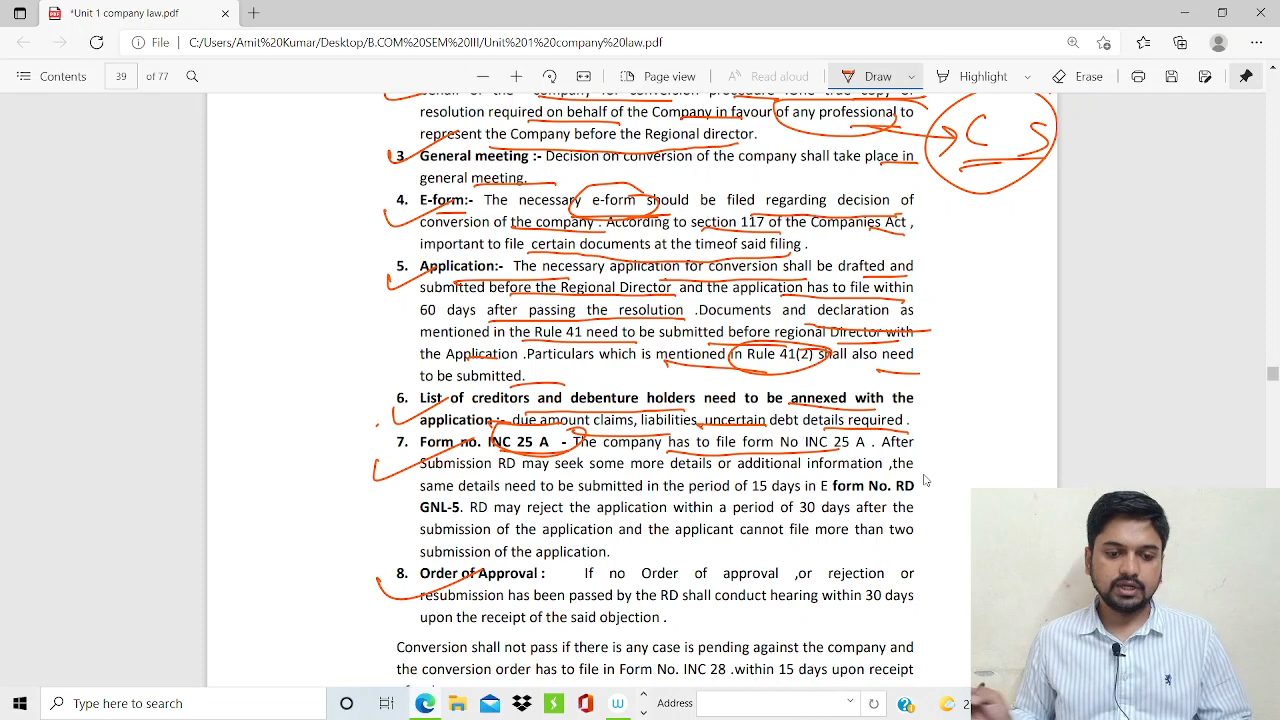 *Unit 1 company law.pdf
File
C:/Users/Amit%20Kumar/Desktop/B.COM%20SEM%20III/Unit%201%20company%20law.pdf
Contents
39
of 77
Page view
Read aloud
Draw
Highlight
Erase
resolution required on behalf of the Company in favour of any professional to
represent the Company before the Regional director.
C S
3. General meeting :- Decision on conversion of the company shall take place in
general meeting.
4. E-form:- The necessary e-form should be filed regarding decision of
conversion of the company . According to section 117 of the Companies Act ,
important to file certain documents at the timeof said filing .
5. Application:- The necessary application for conversion shall be drafted and
submitted before the Regional Director and the application has to file within
60 days after passing the resolution .Documents and declaration as
mentioned in the Rule 41 need to be submitted before regional Director with
the Application .Particulars which is mentioned in Rule 41(2) shall also need
to be submitted.
6. List of creditors and debenture holders need to be annexed with the
application :- due amount claims, liabilities, uncertain debt details required .
7. Form no. INC 25 A - The company has to file form No INC 25 A . After
Submission RD may seek some more details or additional information ,the
same details need to be submitted in the period of 15 days in E form No. RD
GNL-5. RD may reject the application within a period of 30 days after the
submission of the application and the applicant cannot file more than two
submission of the application.
8. Order of Approval : If no Order of approval ,or rejection or
resubmission has been passed by the RD shall conduct hearing within 30 days
upon the receipt of the said objection .
Conversion shall not pass if there is any case is pending against the company and
the conversion order has to file in Form No. INC 28 .within 15 days upon receipt
Type here to search
Address